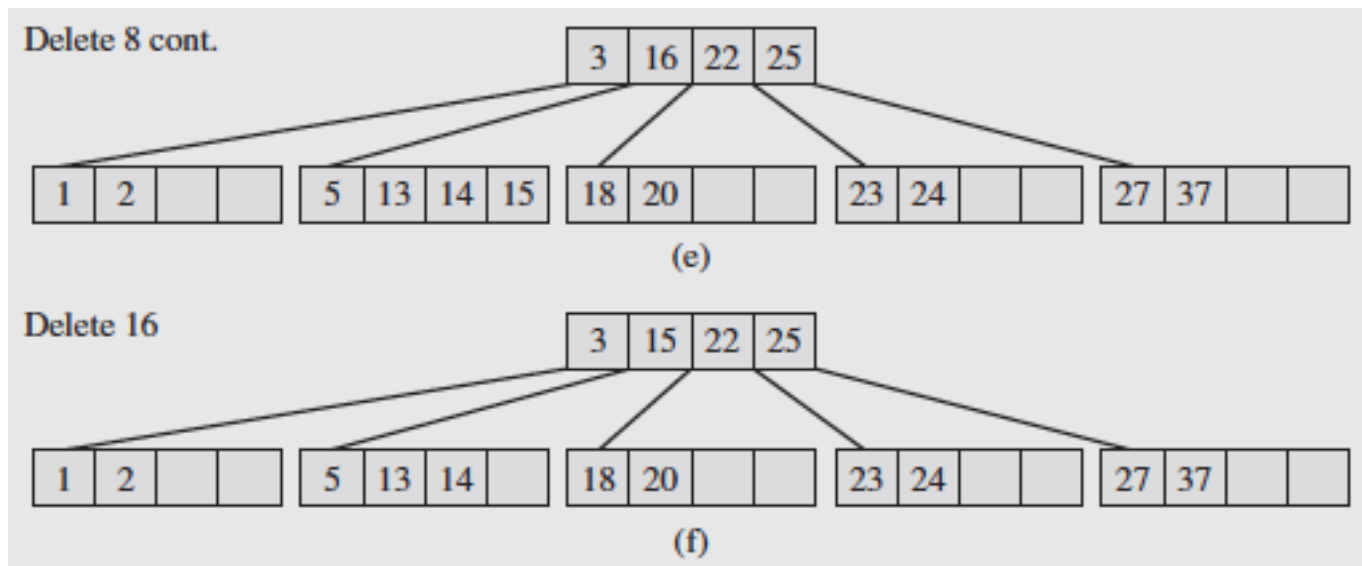 Delete 8 cont.
3 16 22 25
1 2 5 13 14 15 18 20 23 24 27 37
(e)
Delete 16
3 15 22 25
1 2 5 13 14 18 20 23 24 27 37
(f)